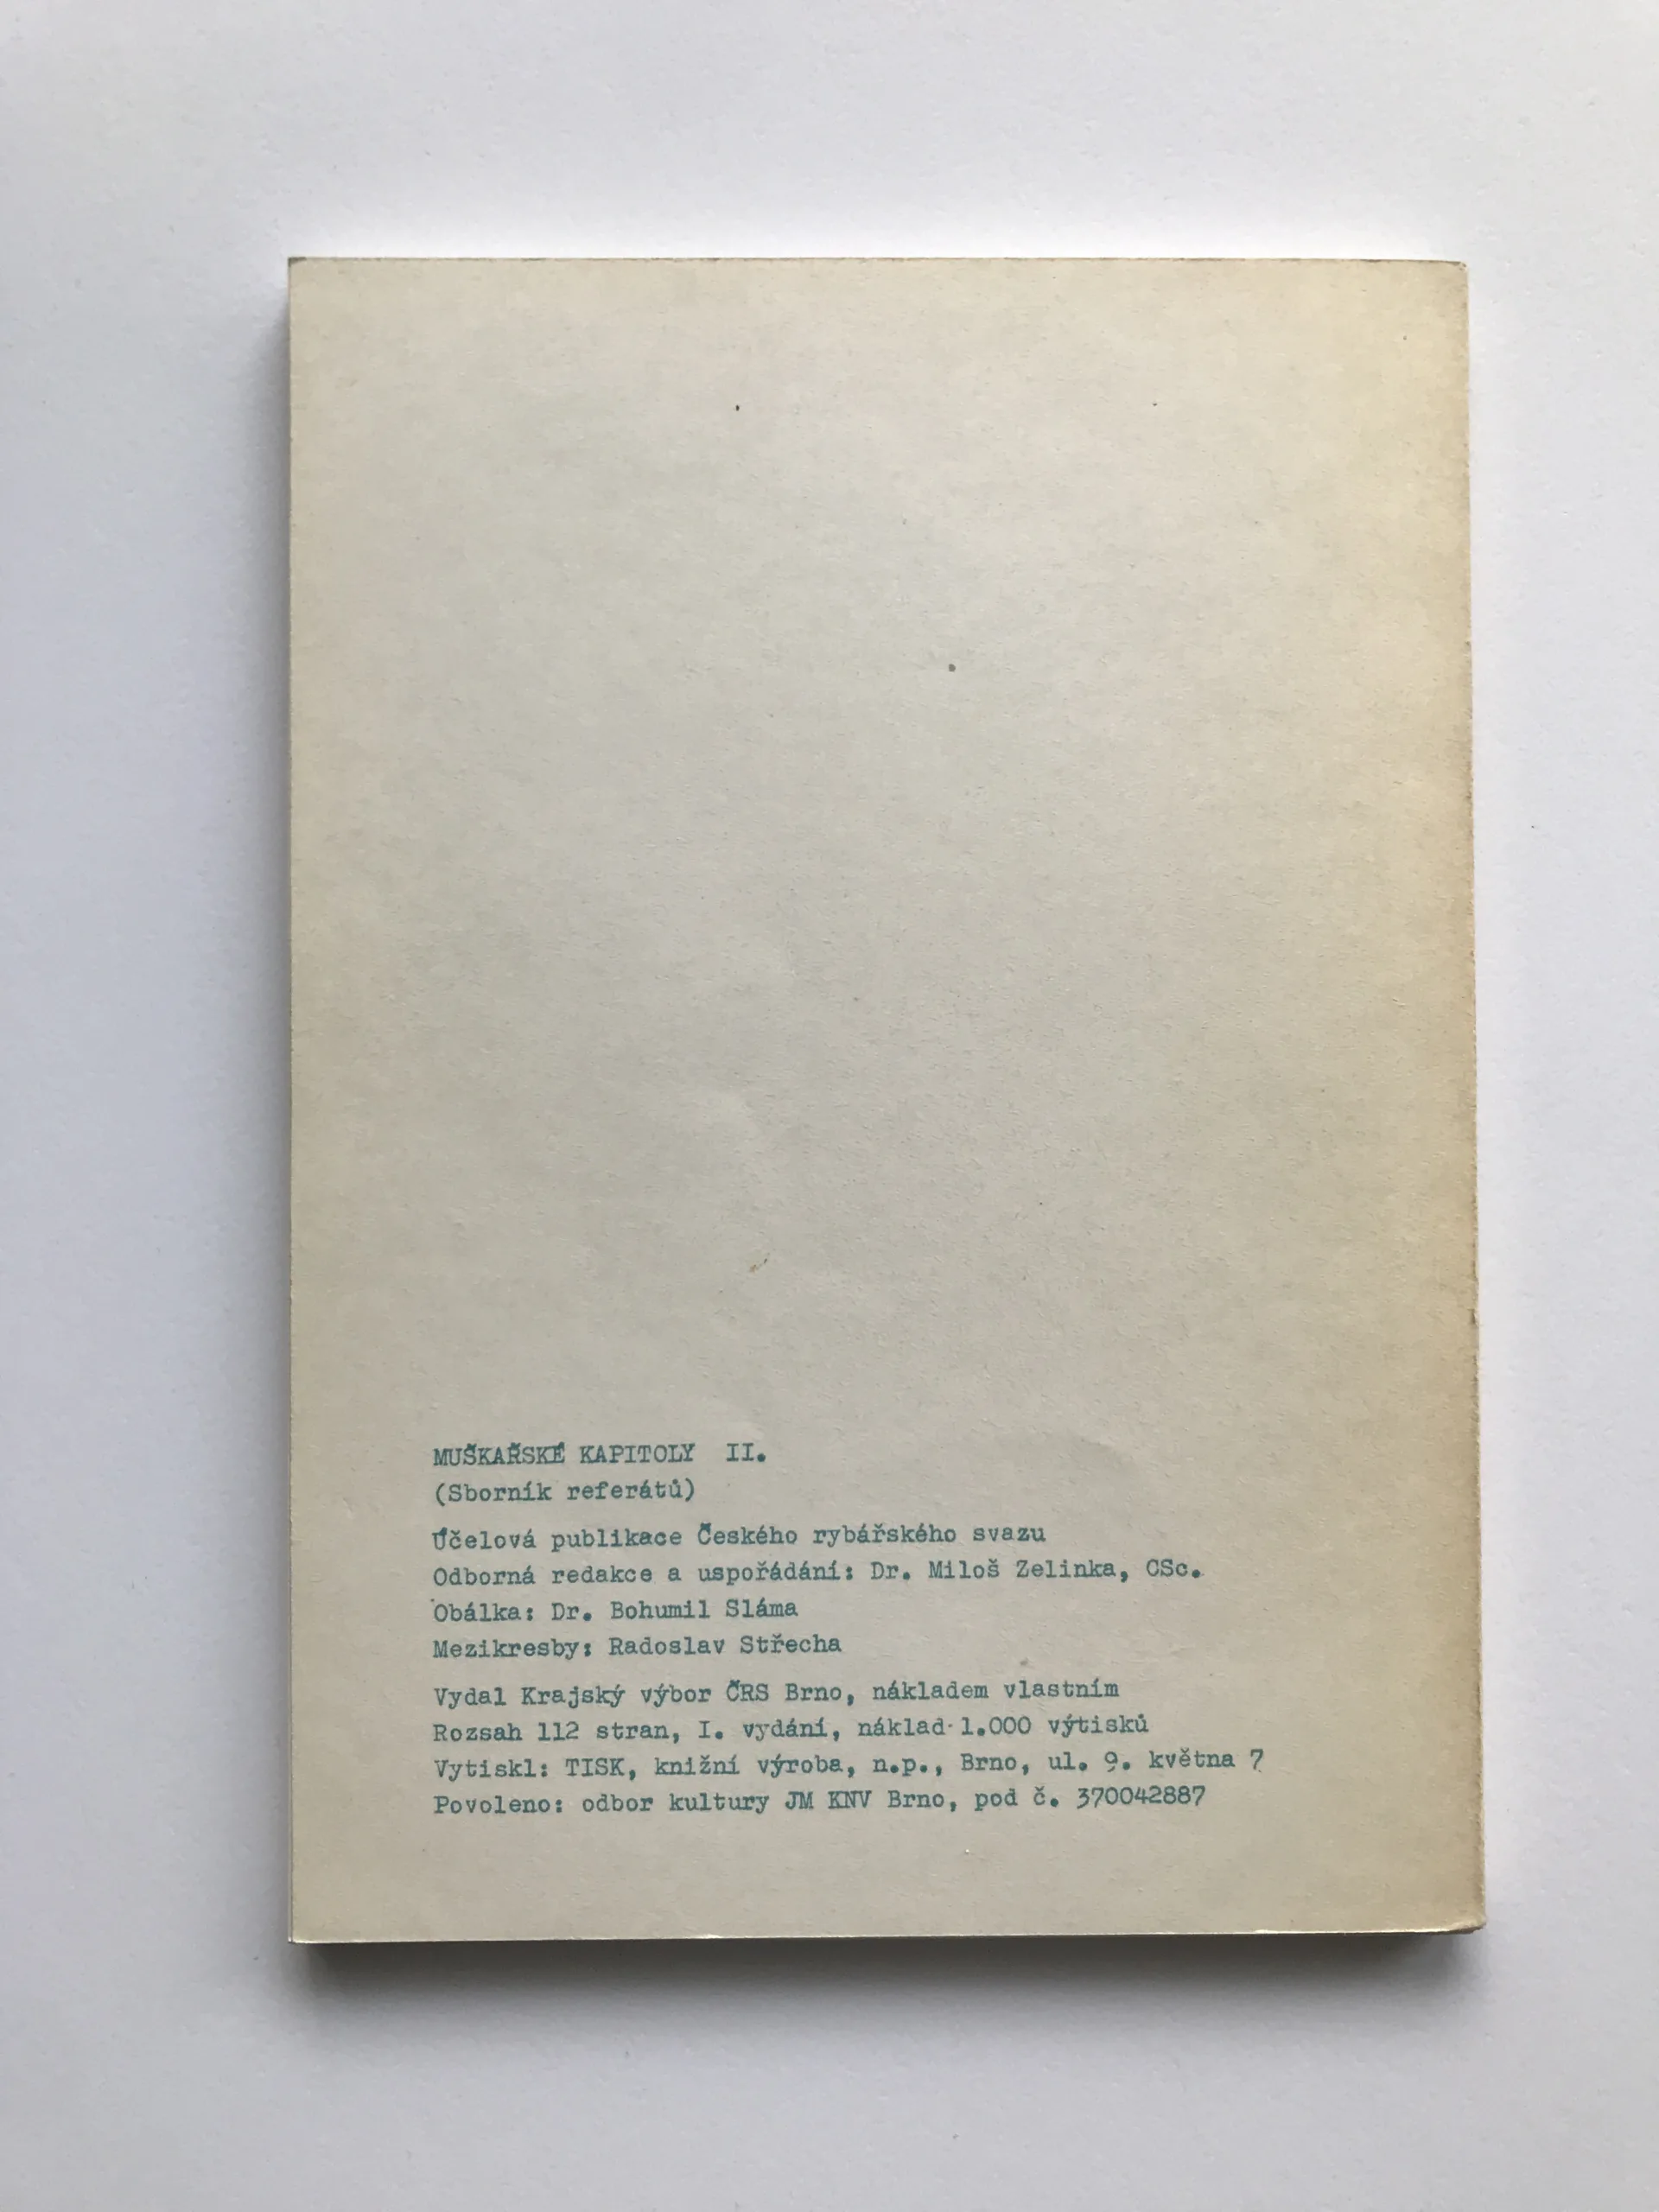 MUŠKAŘSKÉ KAPITOLY II.
(Sborník referátů)
Účelová publikace Českého rybářského svazu
Odborná redakce a uspořádání: Dr. Miloš Zelinka, CSc.
Obálka: Dr. Bohumil Sláma
Mezikresby: Radoslav Střecha
Vydal Krajský výbor ČRS Brno, nákladem vlastním
Rozsah 112 stran, I. vydání, náklad 1.000 výtisků
Vytiskl: TISK, knižní výroba, n.p., Brno, ul. 9. května 7
Povoleno: odbor kultury JM KNV Brno, pod č. 370042887